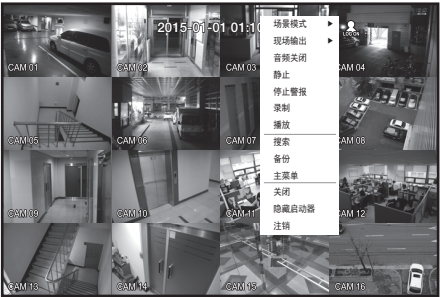 2015-01-01 01:10
LOG ON
CAM 01
CAM 02
CAM 03
CAM 04
场景模式
现场输出
音频关闭
静止
停止警报
录制
播放
搜索
备份
主菜单
关闭
隐藏启动器
注销
CAM 05
CAM 06
CAM 07
CAM 08
CAM 09
CAM 10
CAM 11
CAM 12
CAM 13
CAM 14
CAM 15
CAM 16